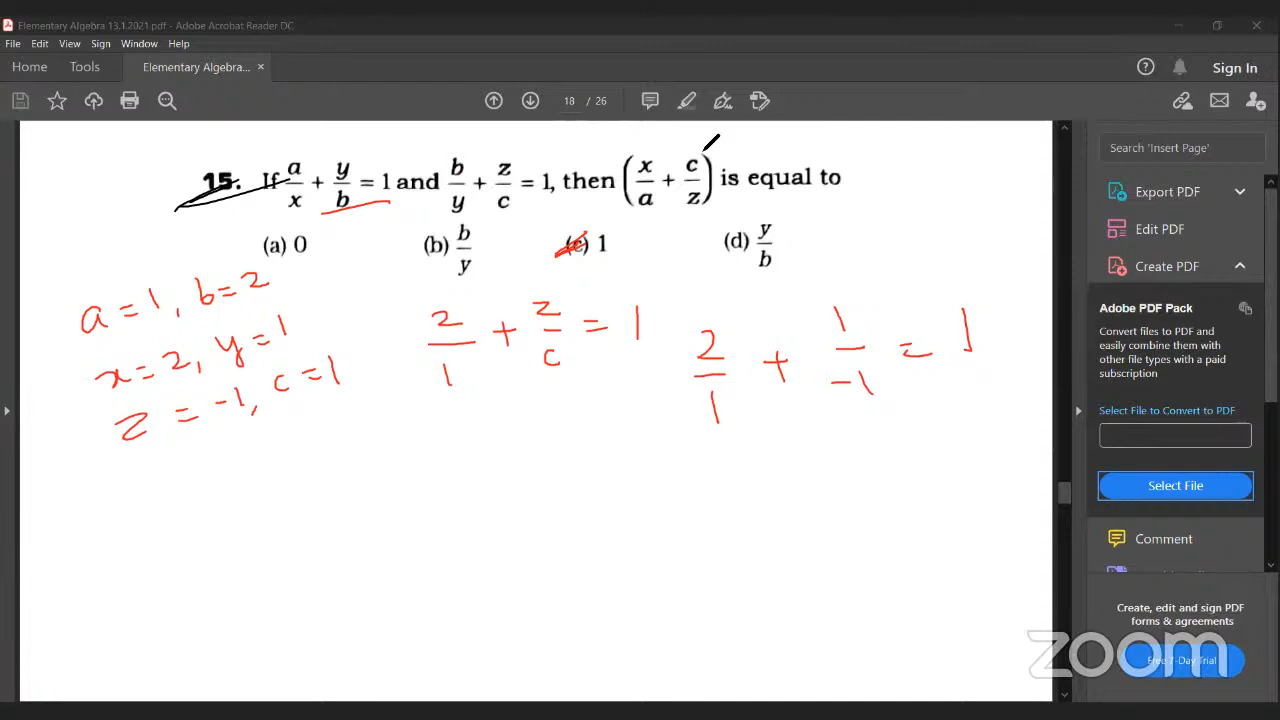 Elementary Algebra 13.1.2021.pdf - Adobe Acrobat Reader DC
File Edit View Sign Window Help
Home Tools Elementary Algebra... × Sign In
18 / 26
15. If a/x + y/b = 1 and b/y + z/c = 1, then (x/a + c/z) is equal to
(a) 0 (b) b/y (c) 1 (d) y/b
a = 1, b = 2
x = 2, y = 1
z = -1, c = 1
2/1 + z/c = 1
2/1 + 1/-1 = 1
Search 'Insert Page'
Export PDF
Edit PDF
Create PDF
Adobe PDF Pack
Convert files to PDF and
easily combine them with
other file types with a paid
subscription
Select File to Convert to PDF
Select File
Comment
Create, edit and sign PDF
forms & agreements
Free 7-Day Trial
zoom